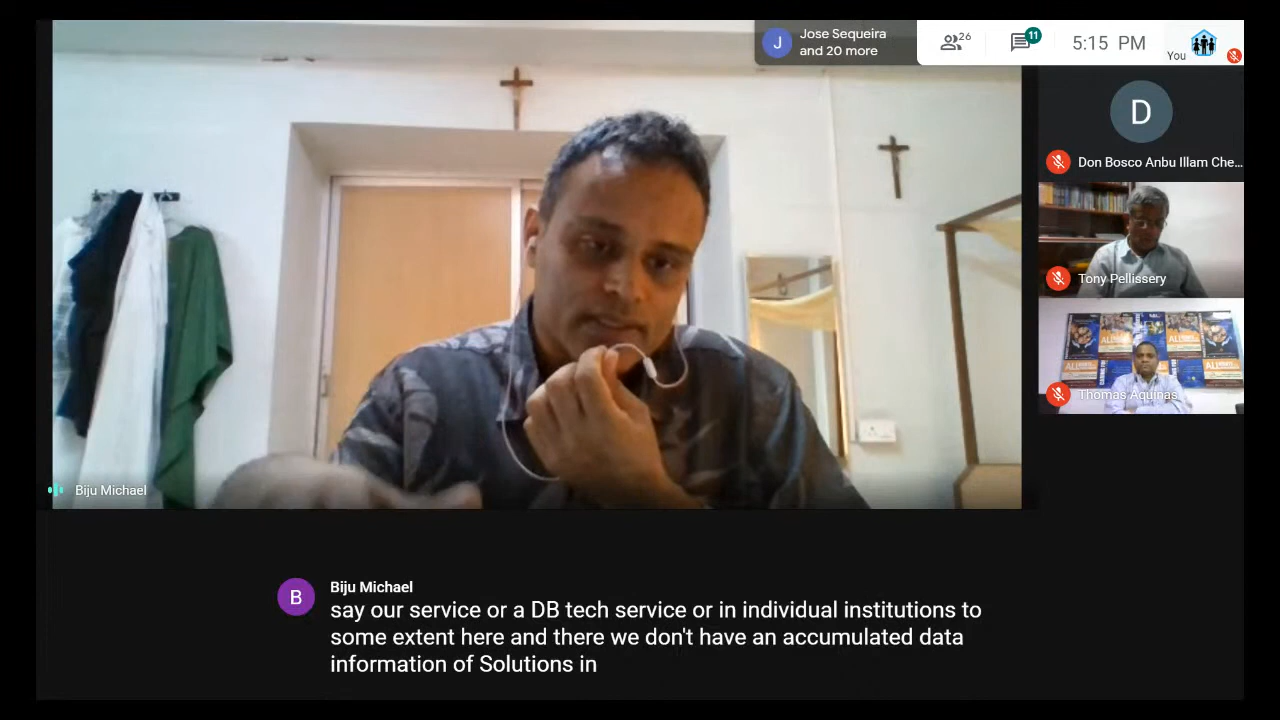 J
Jose Sequeira
and 20 more
26
11
5:15 PM
You
D
Don Bosco Anbu Illam Che...
Tony Pellissery
Thomas Aquinas
Biju Michael
B
Biju Michael
say our service or a DB tech service or in individual institutions to
some extent here and there we don't have an accumulated data
information of Solutions in